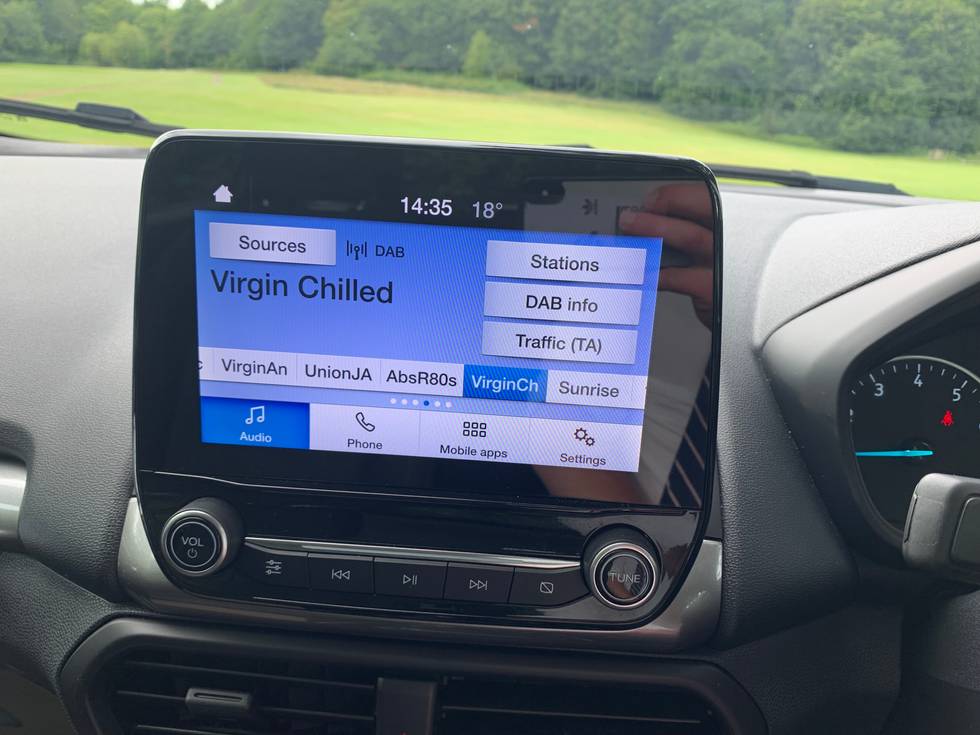 14:35 18°
Sources DAB Stations
Virgin Chilled
DAB info
Traffic (TA)
c VirginAn UnionJA AbsR80s VirginCh Sunrise
Audio Phone Mobile apps Settings
3 4 5
VOL
TUNE